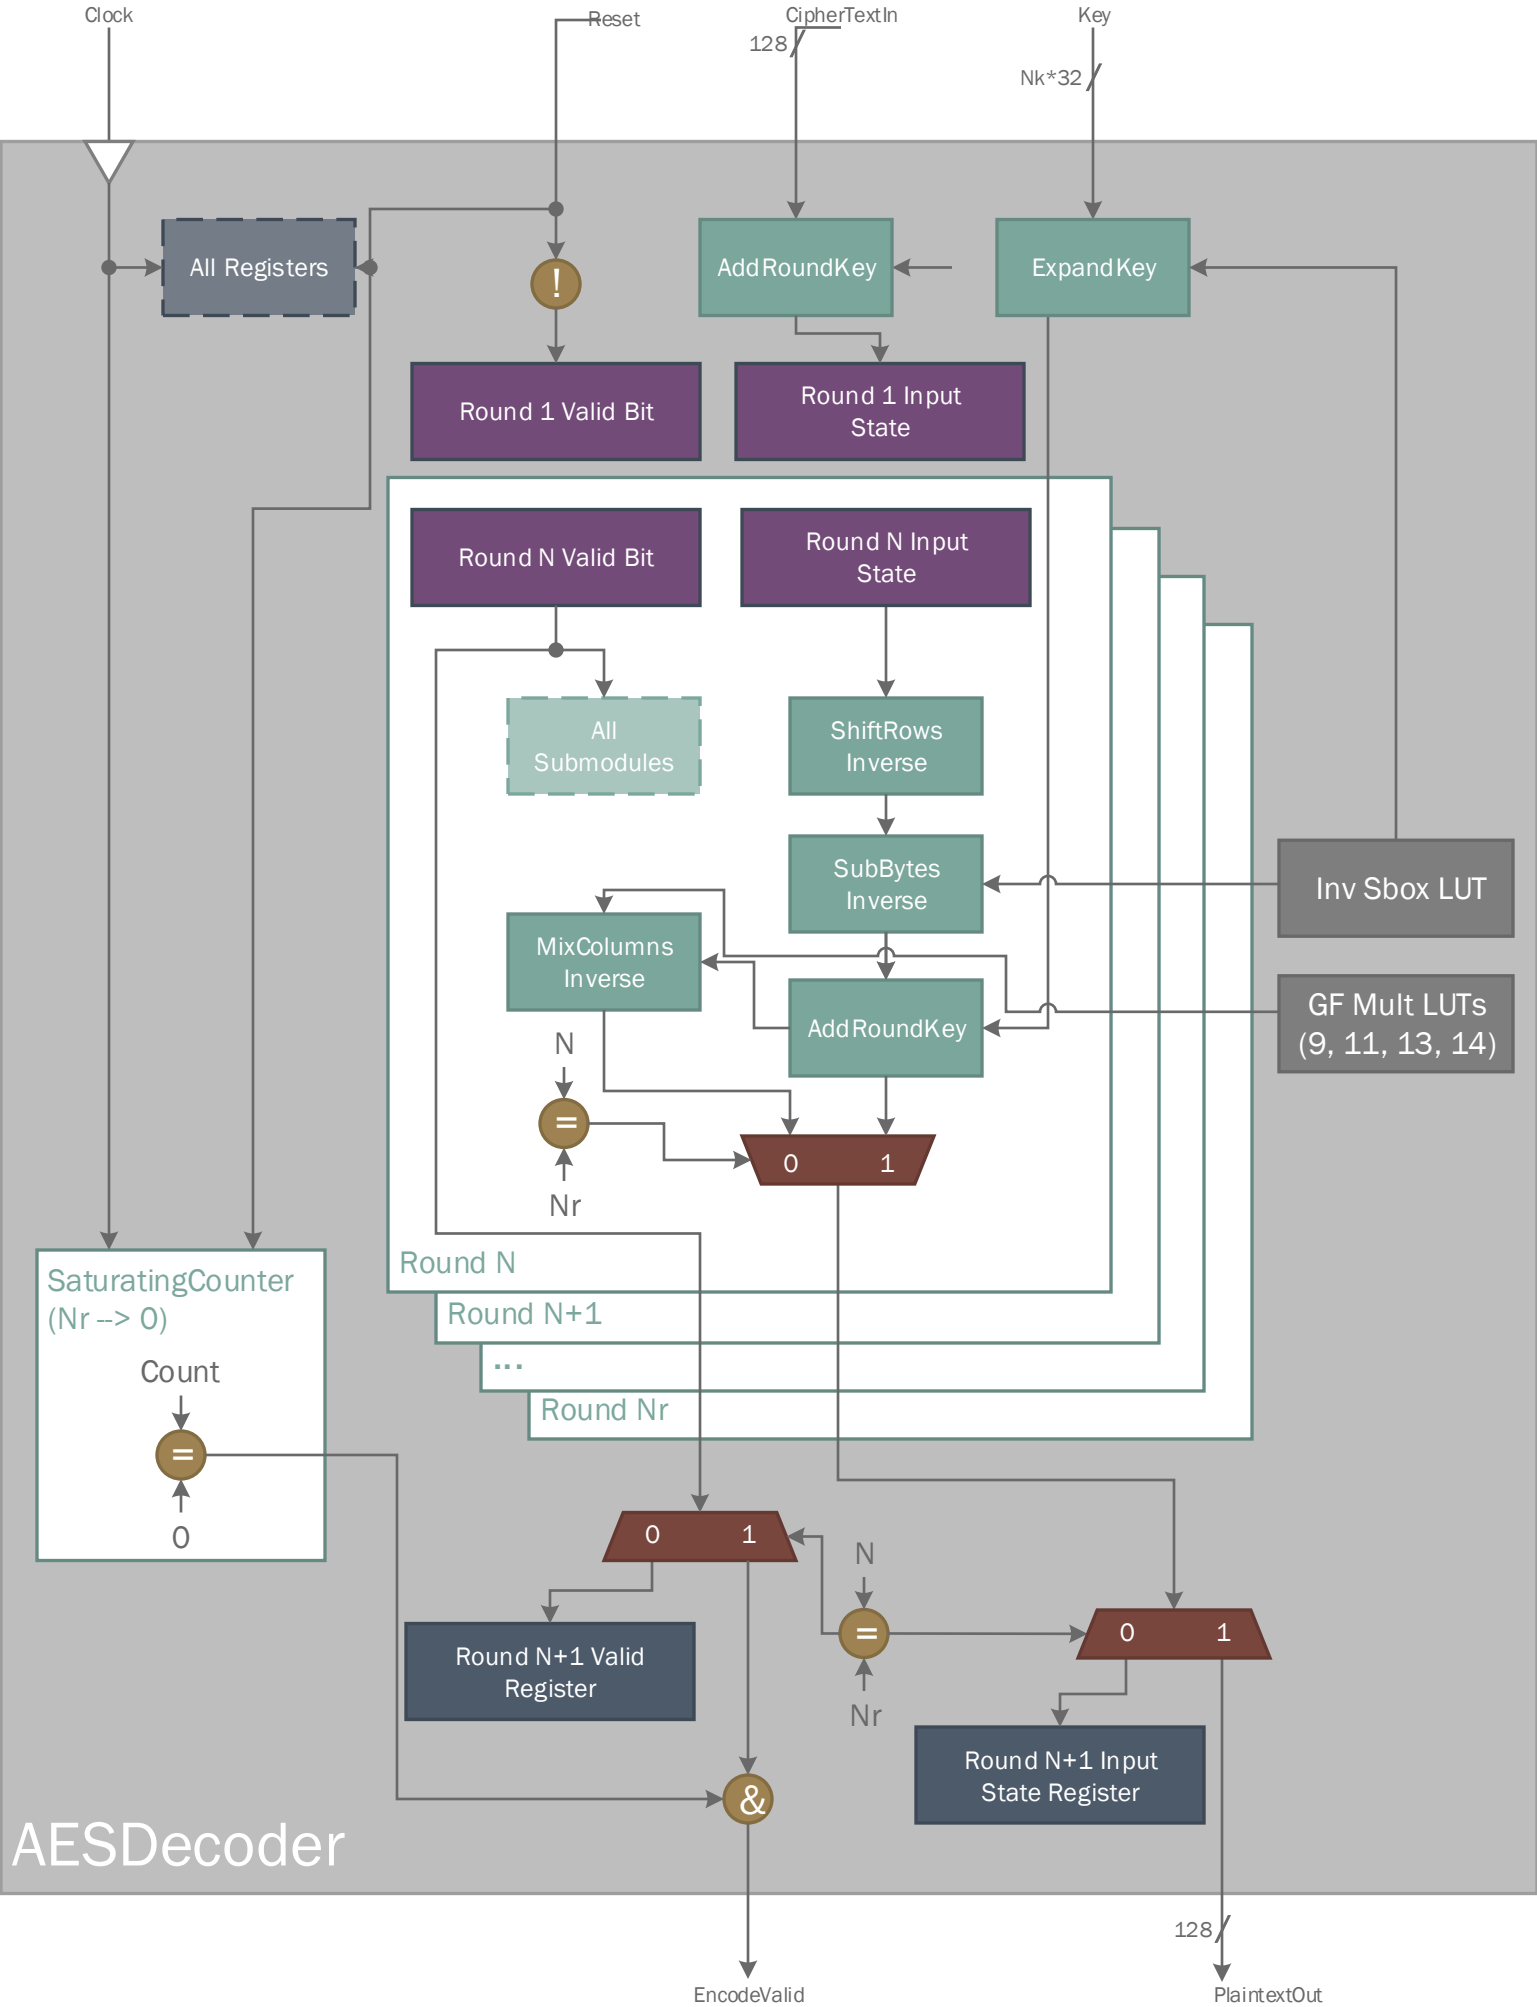 Clock
Reset
CipherTextIn
Key
128
Nk*32
All Registers
!
AddRoundKey
ExpandKey
Round 1 Valid Bit
Round 1 Input
State
Round N Valid Bit
Round N Input
State
All
Submodules
ShiftRows
Inverse
SubBytes
Inverse
Inv Sbox LUT
MixColumns
Inverse
AddRoundKey
GF Mult LUTs
(9, 11, 13, 14)
N
=
Nr
0 1
Round N
Round N+1
...
Round Nr
SaturatingCounter
(Nr --> 0)
Count
=
0
0 1
N
=
Nr
0 1
Round N+1 Valid
Register
Round N+1 Input
State Register
&
AESDecoder
128
EncodeValid
PlaintextOut